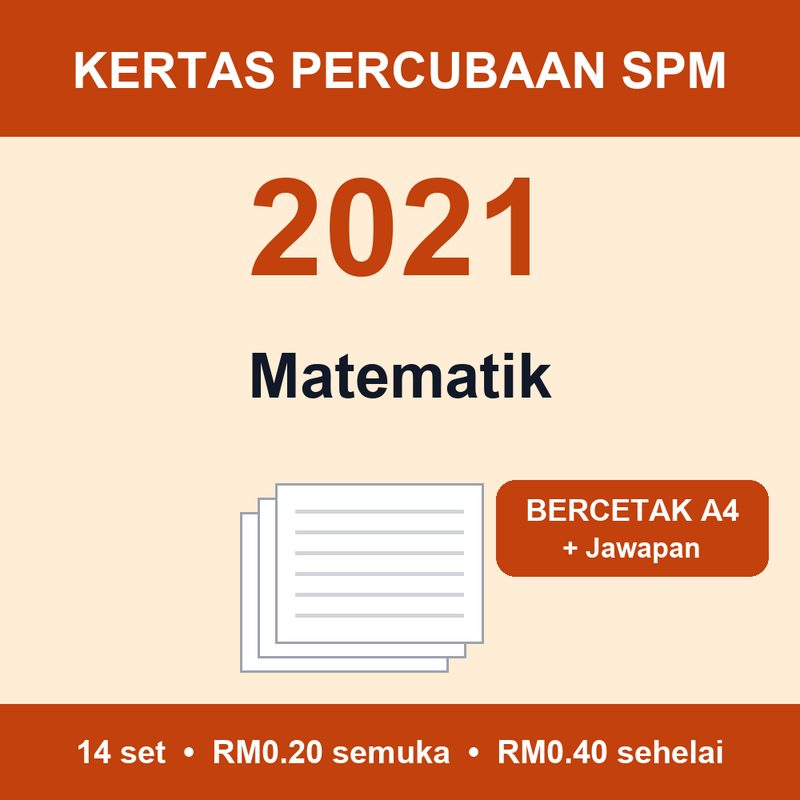 KERTAS PERCUBAAN SPM
2021
Matematik
BERCETAK A4
+ Jawapan
14 set • RM0.20 semuka • RM0.40 sehelai